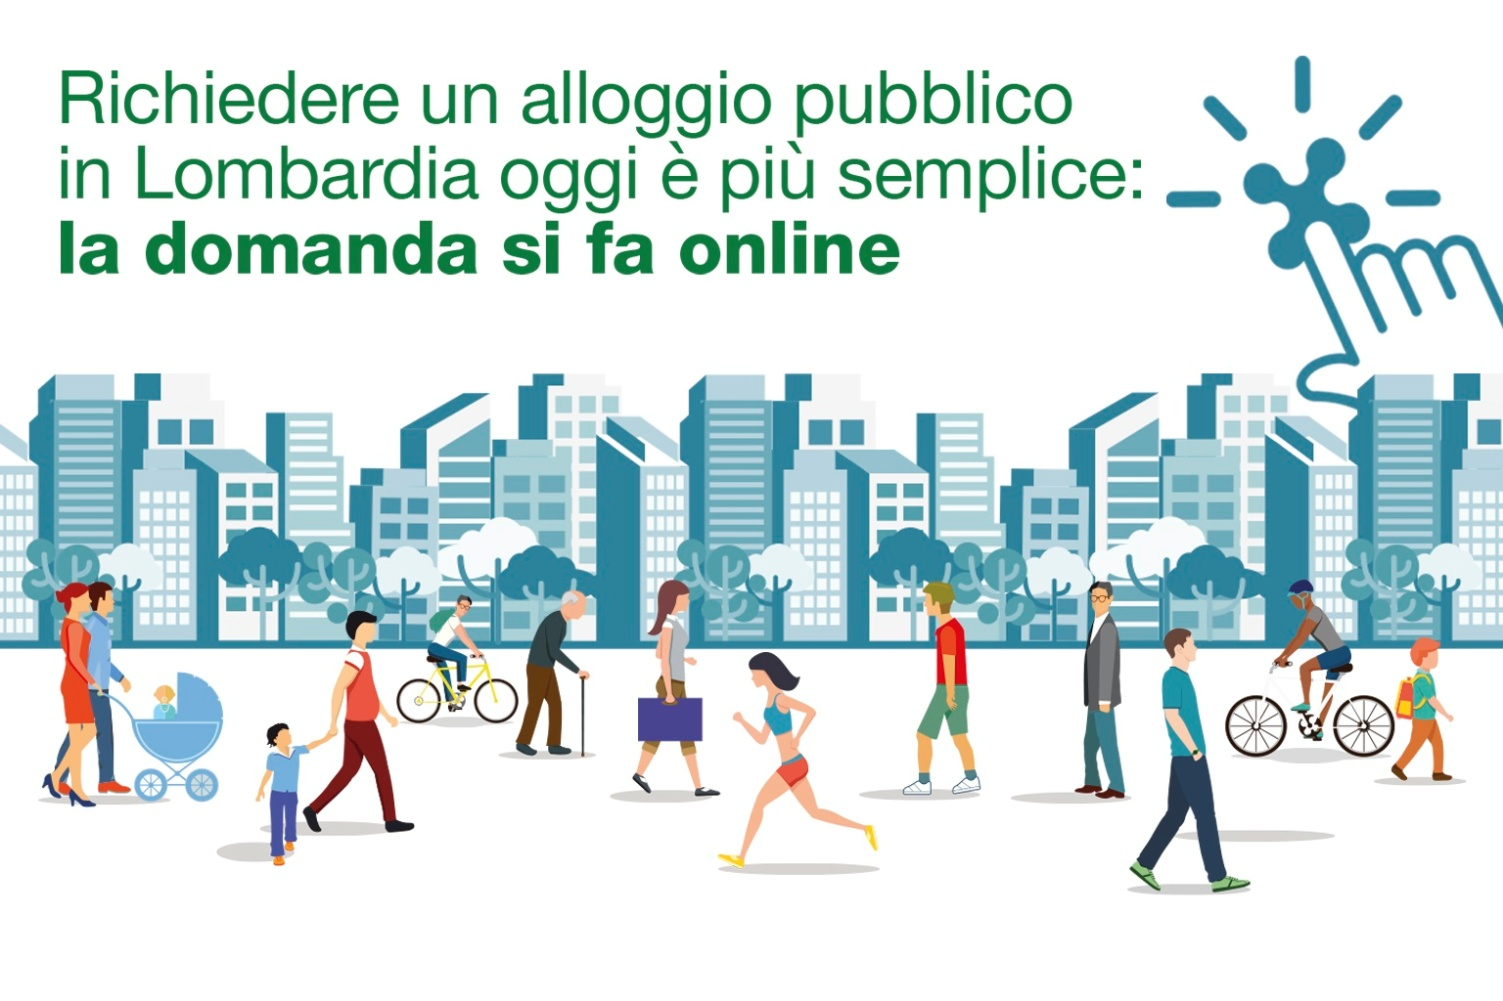 Richiedere un alloggio pubblico
in Lombardia oggi è più semplice:
la domanda si fa online